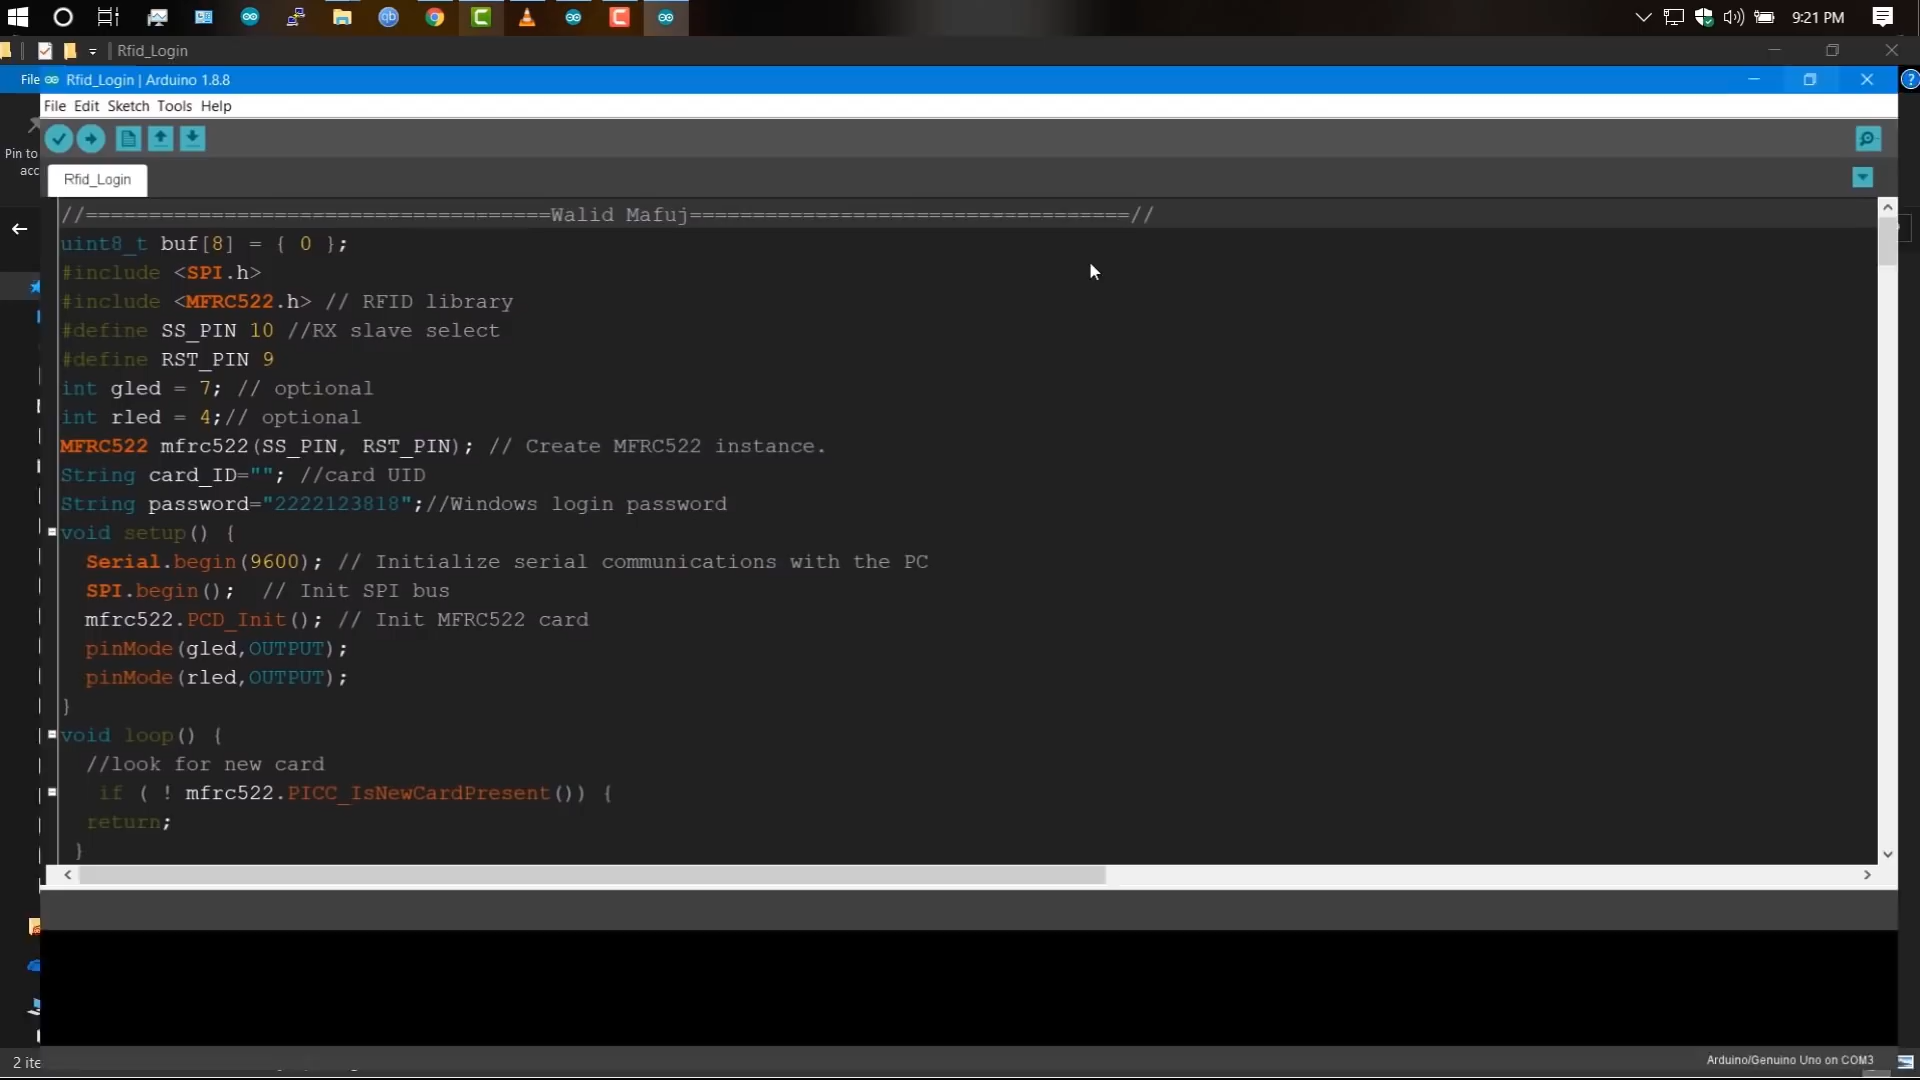 9:21 PM
Rfid_Login
File
Rfid_Login | Arduino 1.8.8
File Edit Sketch Tools Help
Pin to
acc
Rfid_Login
//=====================================Walid Mafuj===================================//
uint8_t buf[8] = { 0 };
#include <SPI.h>
#include <MFRC522.h> // RFID library
#define SS_PIN 10 //RX slave select
#define RST_PIN 9
int gled = 7; // optional
int rled = 4;// optional
MFRC522 mfrc522(SS_PIN, RST_PIN); // Create MFRC522 instance.
String card_ID=""; //card UID
String password="2222123818";//Windows login password
void setup() {
Serial.begin(9600); // Initialize serial communications with the PC
SPI.begin();  // Init SPI bus
mfrc522.PCD_Init(); // Init MFRC522 card
pinMode(gled,OUTPUT);
pinMode(rled,OUTPUT);
}
void loop() {
//look for new card
if ( ! mfrc522.PICC_IsNewCardPresent()) {
return;
}
2 ite
Arduino/Genuino Uno on COM3